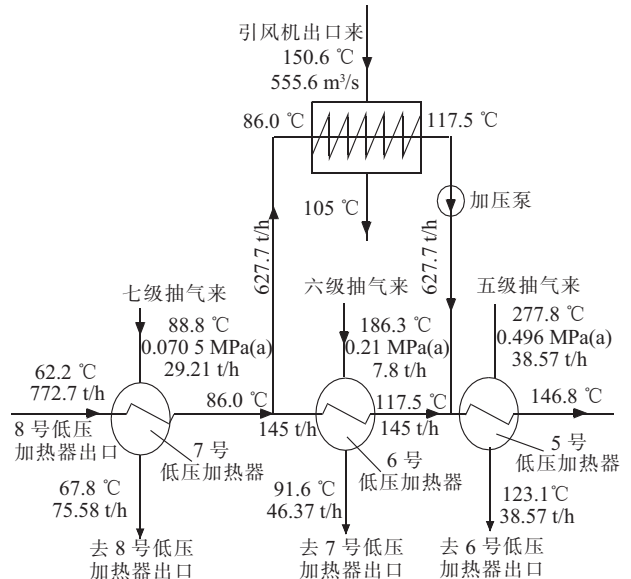 引风机出口来
150.6 ℃
555.6 m³/s
86.0 ℃
117.5 ℃
105 ℃
加压泵
627.7 t/h
627.7 t/h
七级抽气来
88.8 ℃
0.070 5 MPa(a)
29.21 t/h
六级抽气来
186.3 ℃
0.21 MPa(a)
7.8 t/h
五级抽气来
277.8 ℃
0.496 MPa(a)
38.57 t/h
62.2 ℃
772.7 t/h
8 号低压
加热器出口
86.0 ℃
7 号
低压加热器
145 t/h
117.5 ℃
145 t/h
6 号
低压加热器
146.8 ℃
5 号
低压加热器
67.8 ℃
75.58 t/h
去 8 号低压
加热器出口
91.6 ℃
46.37 t/h
去 7 号低压
加热器出口
123.1℃
38.57 t/h
去 6 号低压
加热器出口